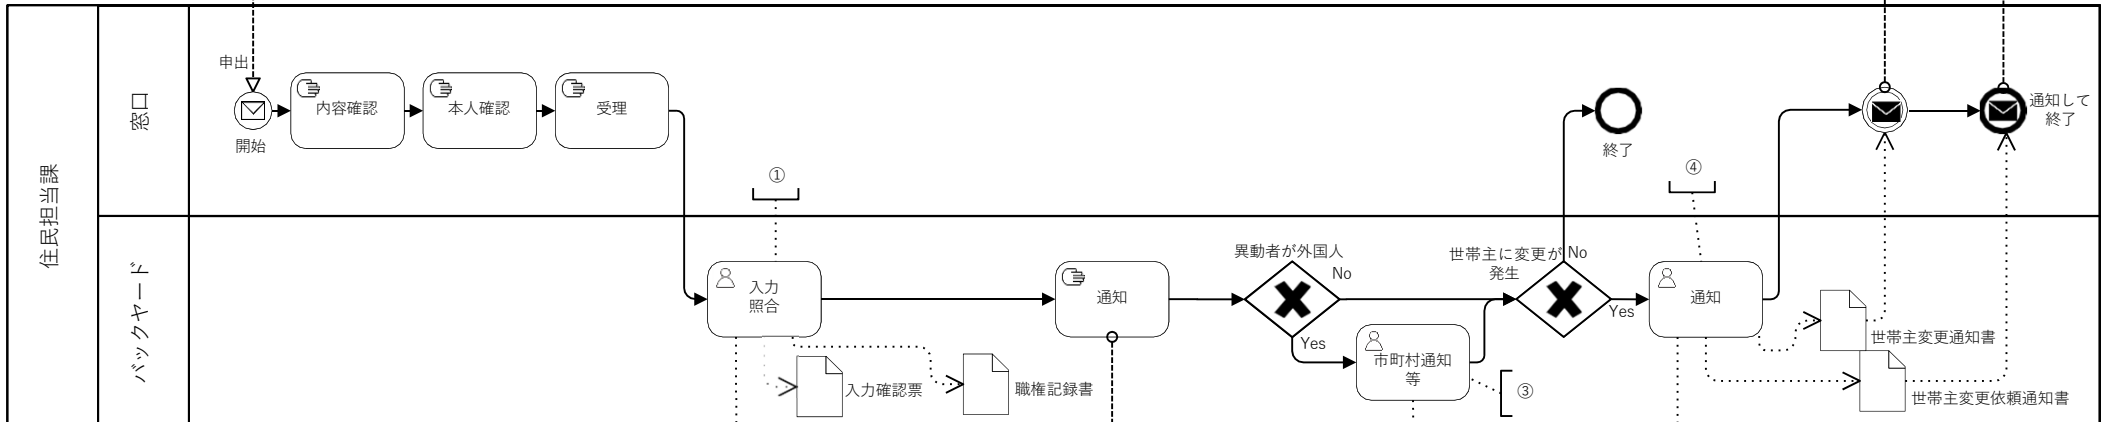 住民担当課
窓口
申出
開始
内容確認
本人確認
受理
終了
通知して
終了
①
④
バックヤード
入力
照合
入力確認票
職権記録書
通知
異動者が外国人
No
Yes
市町村通知
等
③
世帯主に変更が
発生
No
Yes
通知
世帯主変更通知書
世帯主変更依頼通知書